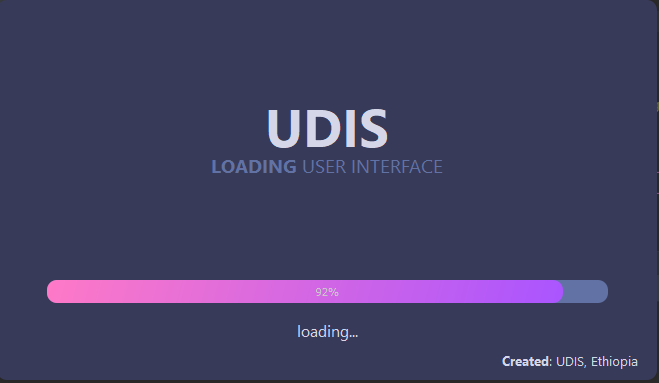 UDIS
LOADING USER INTERFACE
92%
loading...
Created: UDIS, Ethiopia